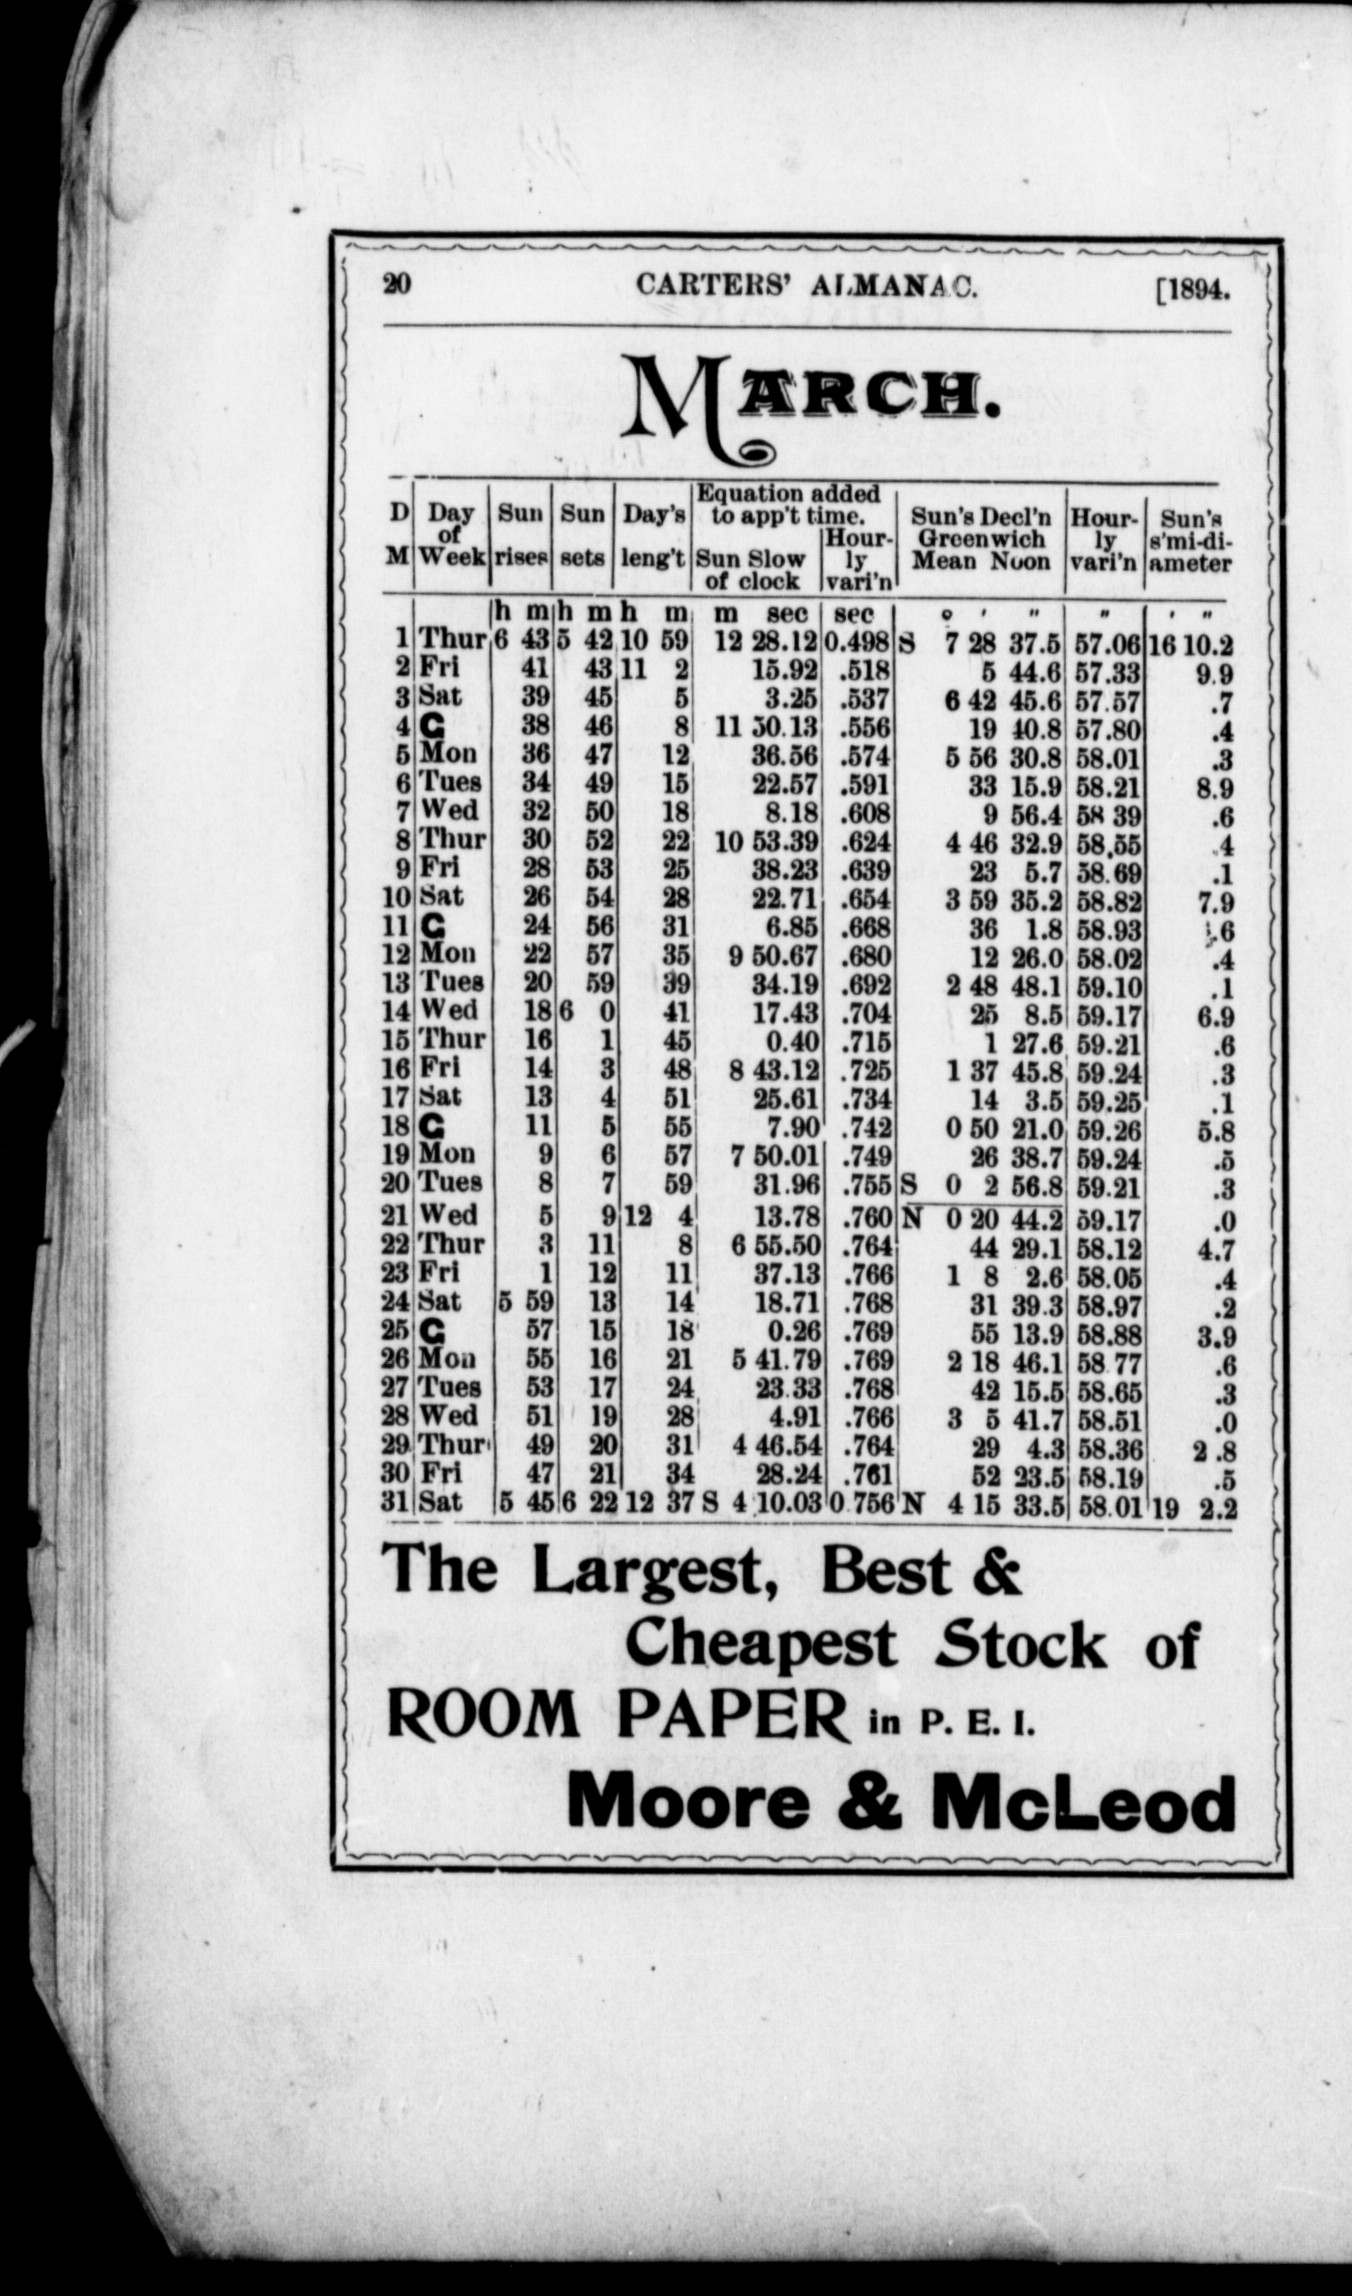 20 CARTERS' ALMANAC. [1894.
MARCH.
D M Day of Week Sun rises Sun sets Day's leng't Equation added to app't time. Sun Slow of clock Hour-ly vari'n Sun's Decl'n Greenwich Mean Noon Hour-ly vari'n Sun's s'mi-di-ameter
h m h m h m m sec sec ° ' " " ' "
1 Thur 6 43 5 42 10 59 12 28.12 0.498 S 7 28 37.5 57.06 16 10.2
2 Fri 41 43 11 2 15.92 .518 5 44.6 57.33 9.9
3 Sat 39 45 5 3.25 .537 6 42 45.6 57.57 .7
4 G 38 46 8 11 50.13 .556 19 40.8 57.80 .4
5 Mon 36 47 12 36.56 .574 5 56 30.8 58.01 .3
6 Tues 34 49 15 22.57 .591 33 15.9 58.21 8.9
7 Wed 32 50 18 8.18 .608 9 56.4 58 39 .6
8 Thur 30 52 22 10 53.39 .624 4 46 32.9 58.55 .4
9 Fri 28 53 25 38.23 .639 23 5.7 58.69 .1
10 Sat 26 54 28 22.71 .654 3 59 35.2 58.82 7.9
11 G 24 56 31 6.85 .668 36 1.8 58.93 .6
12 Mon 22 57 35 9 50.67 .680 12 26.0 58.02 .4
13 Tues 20 59 39 34.19 .692 2 48 48.1 59.10 .1
14 Wed 18 6 0 41 17.43 .704 25 8.5 59.17 6.9
15 Thur 16 1 45 0.40 .715 1 27.6 59.21 .6
16 Fri 14 3 48 8 43.12 .725 1 37 45.8 59.24 .3
17 Sat 13 4 51 25.61 .734 14 3.5 59.25 .1
18 G 11 5 55 7.90 .742 0 50 21.0 59.26 5.8
19 Mon 9 6 57 7 50.01 .749 26 38.7 59.24 .5
20 Tues 8 7 59 31.96 .755 S 0 2 56.8 59.21 .3
21 Wed 5 9 12 4 13.78 .760 N 0 20 44.2 59.17 .0
22 Thur 3 11 8 6 55.50 .764 44 29.1 58.12 4.7
23 Fri 1 12 11 37.13 .766 1 8 2.6 58.05 .4
24 Sat 5 59 13 14 18.71 .768 31 39.3 58.97 .2
25 G 57 15 18 0.26 .769 55 13.9 58.88 3.9
26 Mon 55 16 21 5 41.79 .769 2 18 46.1 58 77 .6
27 Tues 53 17 24 23.33 .768 42 15.5 58.65 .3
28 Wed 51 19 28 4.91 .766 3 5 41.7 58.51 .0
29 Thur 49 20 31 4 46.54 .764 29 4.3 58.36 2.8
30 Fri 47 21 34 28.24 .761 52 23.5 58.19 .5
31 Sat 5 45 6 22 12 37 S 4 10.03 0 756 N 4 15 33.5 58.01 19 2.2
The Largest, Best &
Cheapest Stock of
ROOM PAPER in P. E. I.
Moore & McLeod